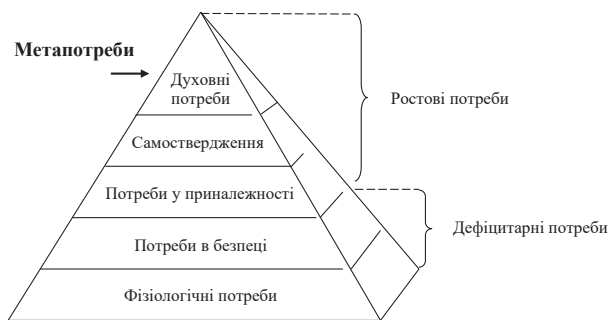 Метапотреби
Духовні
потреби
Ростові потреби
Самоствердження
Потреби у приналежності
Дефіцитарні потреби
Потреби в безпеці
Фізіологічні потреби